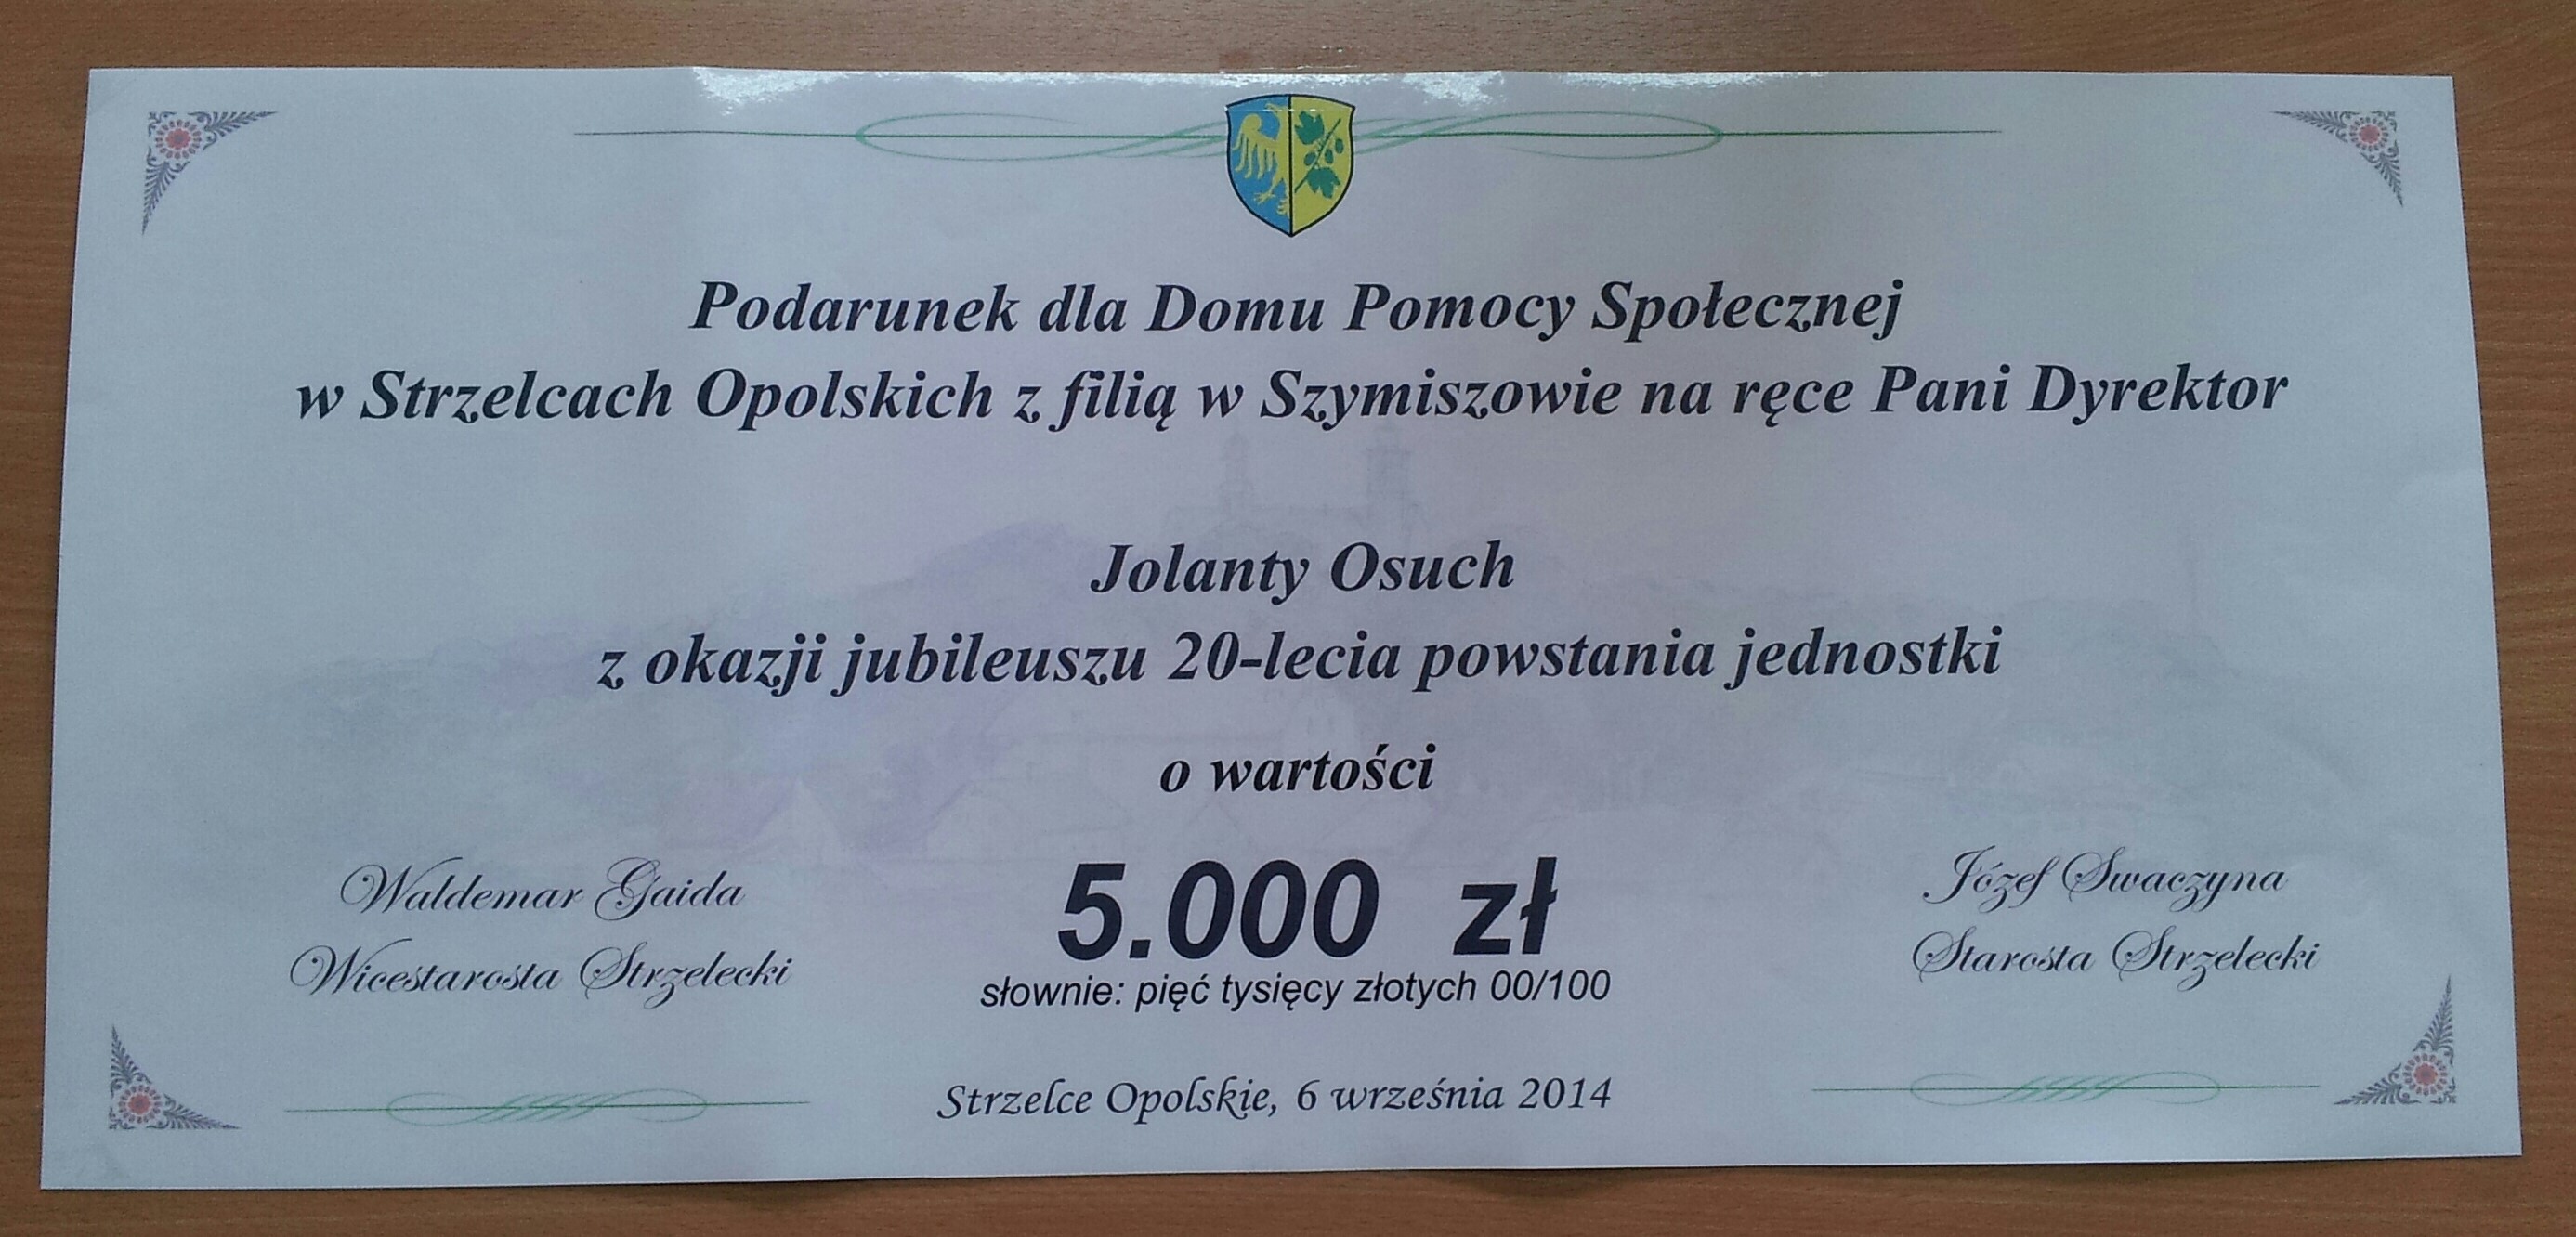 Podarunek dla Domu Pomocy Społecznej
w Strzelcach Opolskich z filią w Szymiszowie na ręce Pani Dyrektor
Jolanty Osuch
z okazji jubileuszu 20-lecia powstania jednostki
o wartości
5.000 zł
słownie: pięć tysięcy złotych 00/100
Waldemar Gaida
Wicestarosta Strzelecki
Józef Swaczyna
Starosta Strzelecki
Strzelce Opolskie, 6 września 2014